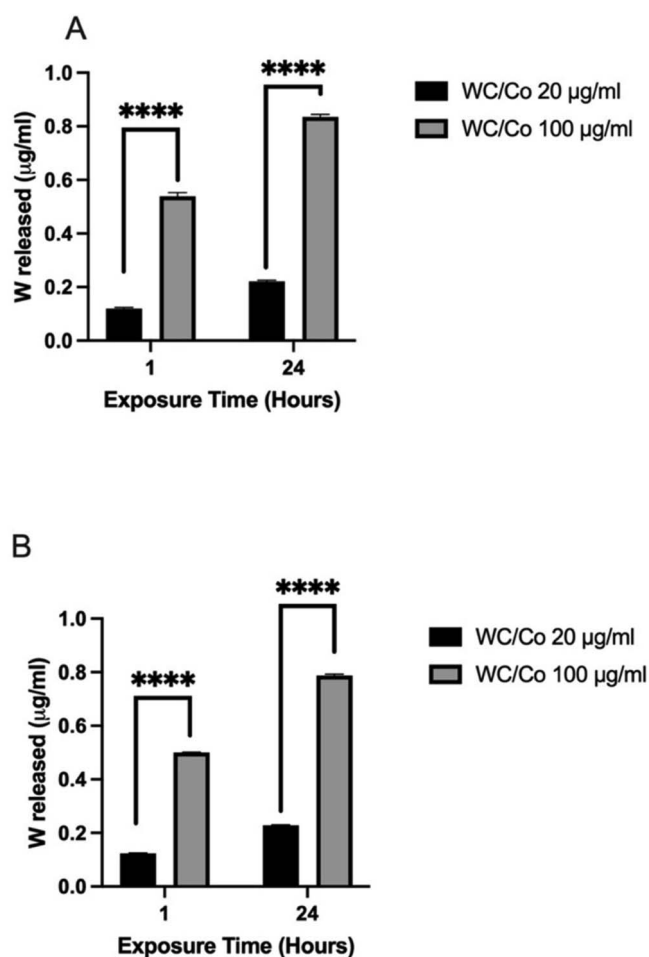 A
1.0
0.8
0.6
0.4
0.2
0.0
W released (µg/ml)
****
****
1
24
Exposure Time (Hours)
WC/Co 20 µg/ml
WC/Co 100 µg/ml
B
1.0
0.8
0.6
0.4
0.2
0.0
W released (µg/ml)
****
****
1
24
Exposure Time (Hours)
WC/Co 20 µg/ml
WC/Co 100 µg/ml